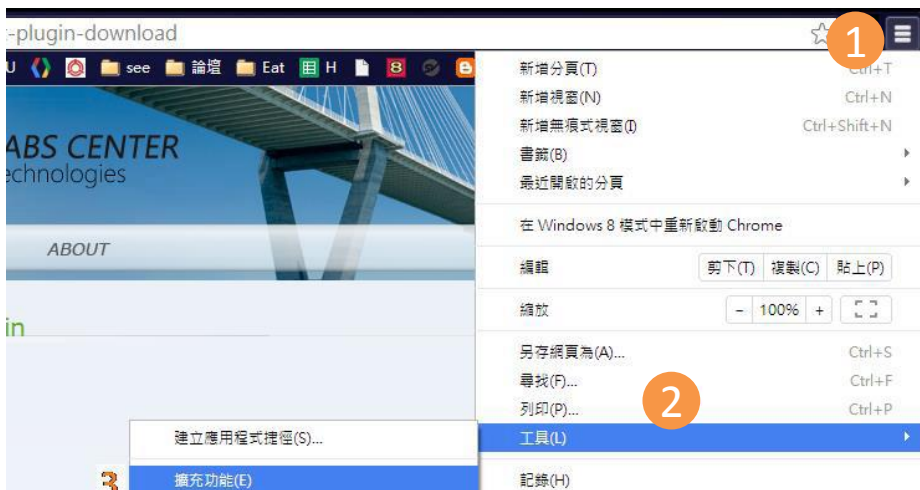 -plugin-download
1
U see 論壇 Eat H 8
新增分頁(T) Ctrl+T
新增視窗(N) Ctrl+N
新增無痕式視窗(I) Ctrl+Shift+N
書籤(B)
最近開啟的分頁
在 Windows 8 模式中重新啟動 Chrome
編輯 剪下(T) 複製(C) 貼上(P)
縮放 - 100% +
另存網頁為(A)... Ctrl+S
尋找(F)... Ctrl+F
列印(P)... Ctrl+P
2
工具(L)
記錄(H)
ABS CENTER
echnologies
ABOUT
in
建立應用程式捷徑(S)...
3
擴充功能(E)